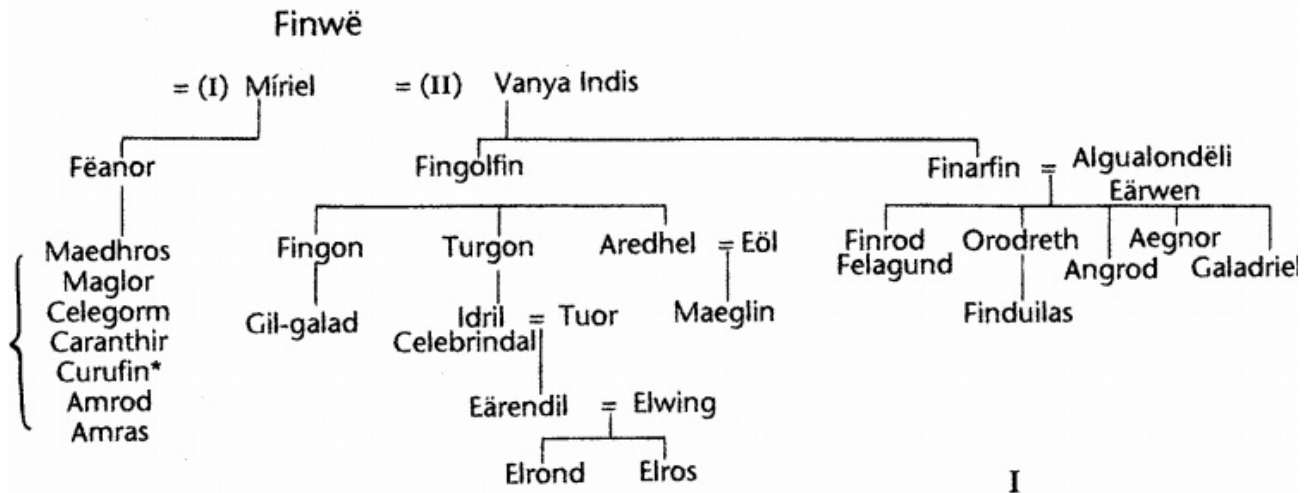 Finwë
= (I) Míriel = (II) Vanya Indis
Fëanor Fingolfin Finarfin = Algualondëli
Eärwen
Maedhros Fingon Turgon Aredhel = Eöl Finrod Orodreth Aegnor
Maglor Felagund Angrod Galadriel
Celegorm Gil-galad Idril = Tuor Maeglin Finduilas
Caranthir Celebrindal
Curufin*
Amrod Eärendil = Elwing
Amras
Elrond Elros
I